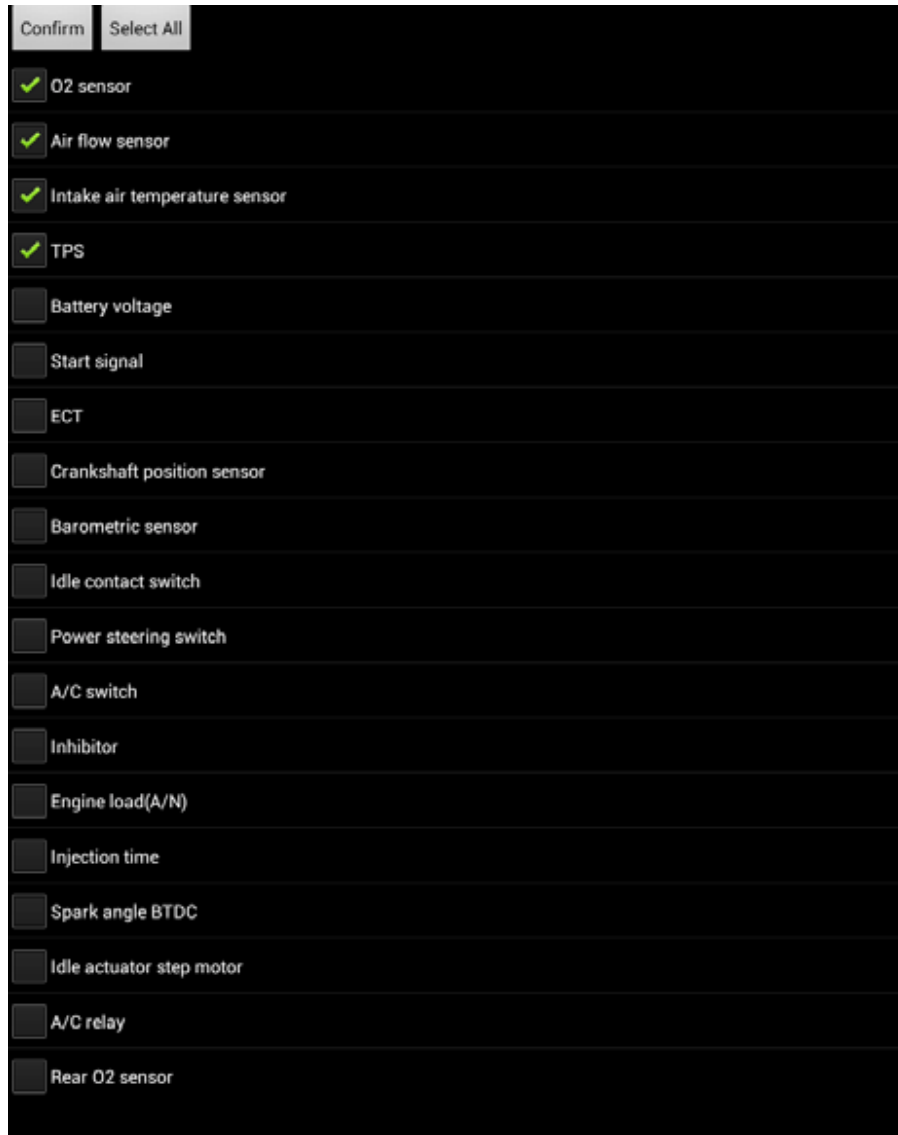 Confirm Select All
O2 sensor
Air flow sensor
Intake air temperature sensor
TPS
Battery voltage
Start signal
ECT
Crankshaft position sensor
Barometric sensor
Idle contact switch
Power steering switch
A/C switch
Inhibitor
Engine load(A/N)
Injection time
Spark angle BTDC
Idle actuator step motor
A/C relay
Rear O2 sensor